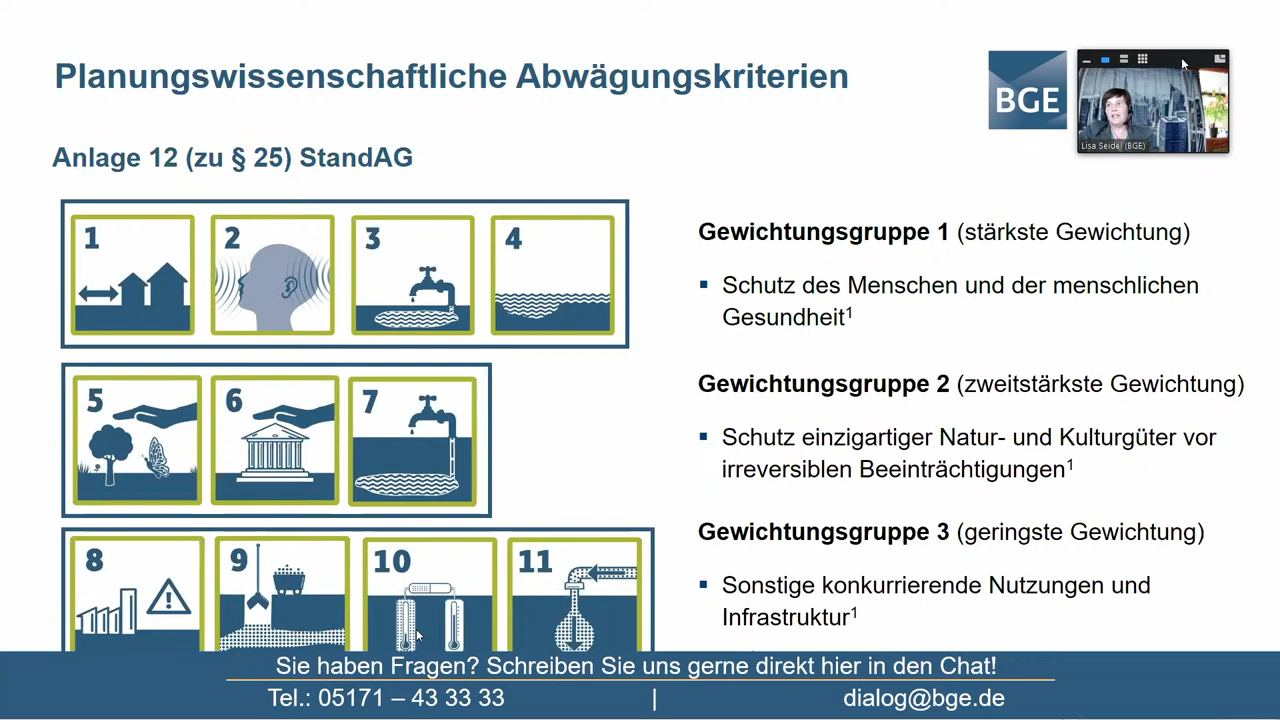 Planungswissenschaftliche Abwägungskriterien
BGE
Lisa Seidel (BGE)
Anlage 12 (zu § 25) StandAG
1 2 3 4
Gewichtungsgruppe 1 (stärkste Gewichtung)
▪ Schutz des Menschen und der menschlichen
Gesundheit¹
5 6 7
Gewichtungsgruppe 2 (zweitstärkste Gewichtung)
▪ Schutz einzigartiger Natur- und Kulturgüter vor
irreversiblen Beeinträchtigungen¹
8 9 10 11
Gewichtungsgruppe 3 (geringste Gewichtung)
▪ Sonstige konkurrierende Nutzungen und
Infrastruktur¹
Sie haben Fragen? Schreiben Sie uns gerne direkt hier in den Chat!
Tel.: 05171 – 43 33 33 | dialog@bge.de